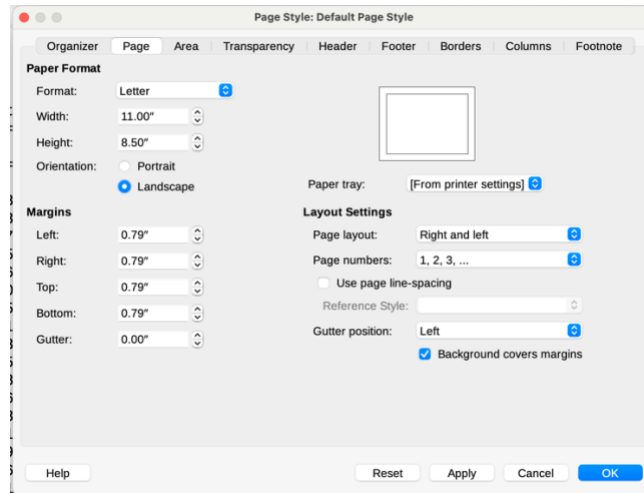 Page Style: Default Page Style
Organizer Page Area Transparency Header Footer Borders Columns Footnote
Paper Format
Format: Letter
Width: 11.00″
Height: 8.50″
Orientation: Portrait
Landscape
Paper tray: [From printer settings]
Margins
Left: 0.79″
Right: 0.79″
Top: 0.79″
Bottom: 0.79″
Gutter: 0.00″
Layout Settings
Page layout: Right and left
Page numbers: 1, 2, 3, ...
Use page line-spacing
Reference Style:
Gutter position: Left
Background covers margins
Help Reset Apply Cancel OK